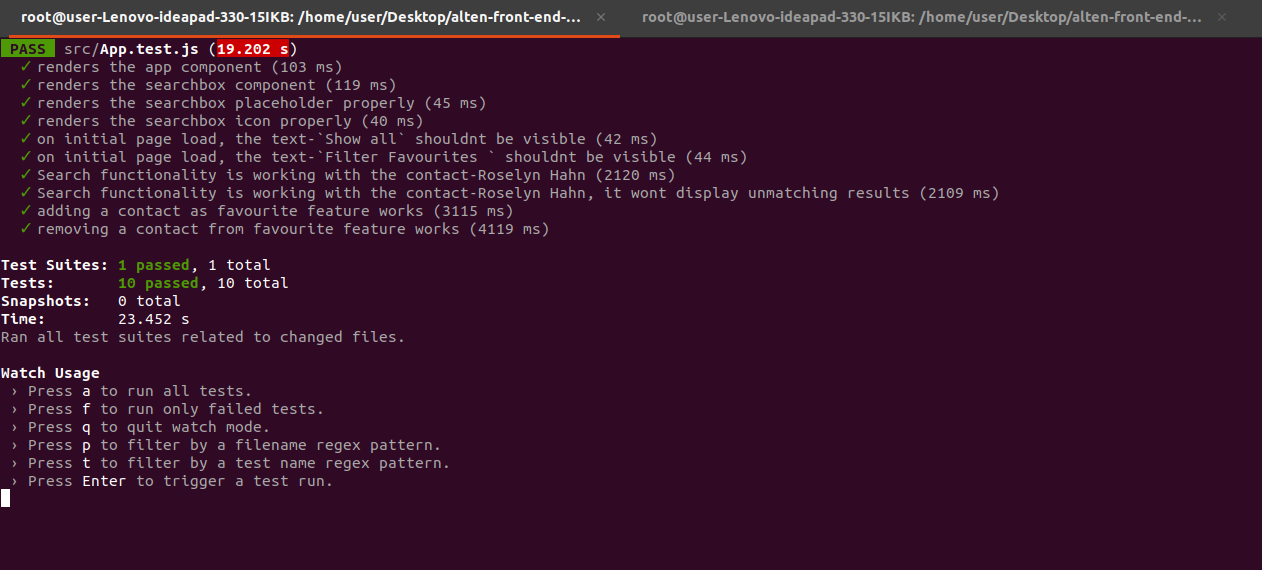 root@user-Lenovo-ideapad-330-15IKB: /home/user/Desktop/alten-front-end-... × root@user-Lenovo-ideapad-330-15IKB: /home/user/Desktop/alten-front-end-... ×
PASS src/App.test.js (19.202 s)
✓ renders the app component (103 ms)
✓ renders the searchbox component (119 ms)
✓ renders the searchbox placeholder properly (45 ms)
✓ renders the searchbox icon properly (40 ms)
✓ on initial page load, the text-`Show all` shouldnt be visible (42 ms)
✓ on initial page load, the text-`Filter Favourites ` shouldnt be visible (44 ms)
✓ Search functionality is working with the contact-Roselyn Hahn (2120 ms)
✓ Search functionality is working with the contact-Roselyn Hahn, it wont display unmatching results (2109 ms)
✓ adding a contact as favourite feature works (3115 ms)
✓ removing a contact from favourite feature works (4119 ms)
Test Suites: 1 passed, 1 total
Tests: 10 passed, 10 total
Snapshots: 0 total
Time: 23.452 s
Ran all test suites related to changed files.
Watch Usage
› Press a to run all tests.
› Press f to run only failed tests.
› Press q to quit watch mode.
› Press p to filter by a filename regex pattern.
› Press t to filter by a test name regex pattern.
› Press Enter to trigger a test run.